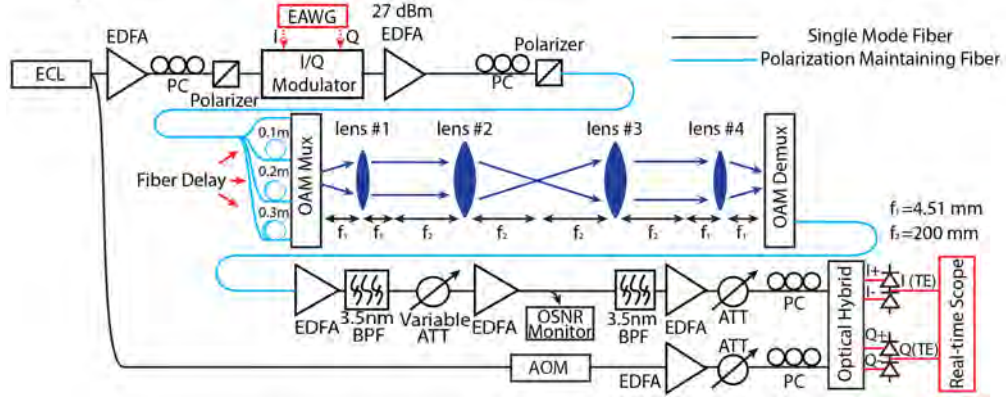 EAWG
27 dBm
EDFA
I
Q
EDFA
Polarizer
Single Mode Fiber
ECL
I/Q
Modulator
PC
PC
Polarization Maintaining Fiber
Polarizer
0.1m
0.2m
0.3m
Fiber Delay
OAM Mux
lens #1
lens #2
lens #3
lens #4
OAM Demux
f₁
f₁
f₂
f₂
f₂
f₂
f₁
f₁
f₁=4.51 mm
f₂=200 mm
EDFA
3.5nm
BPF
Variable
ATT
EDFA
OSNR
Monitor
3.5nm
BPF
EDFA
ATT
PC
Optical Hybrid
I+
I-
I (TE)
Q+
Q-
Q(TE)
Real-time Scope
AOM
EDFA
ATT
PC